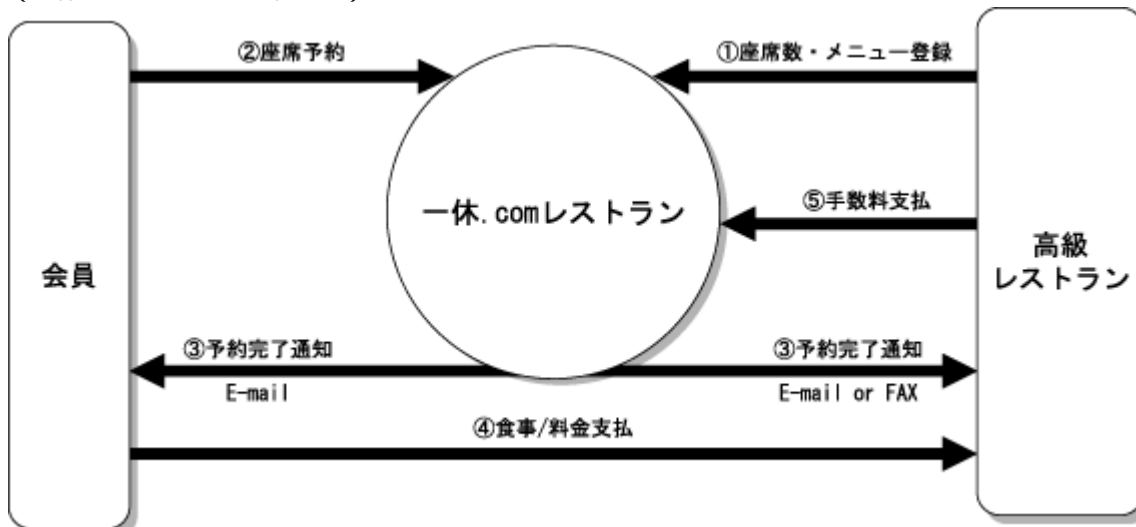 ②座席予約
①座席数・メニュー登録
一休.comレストラン
⑤手数料支払
会員
高級
レストラン
③予約完了通知
E-mail
③予約完了通知
E-mail or FAX
④食事/料金支払